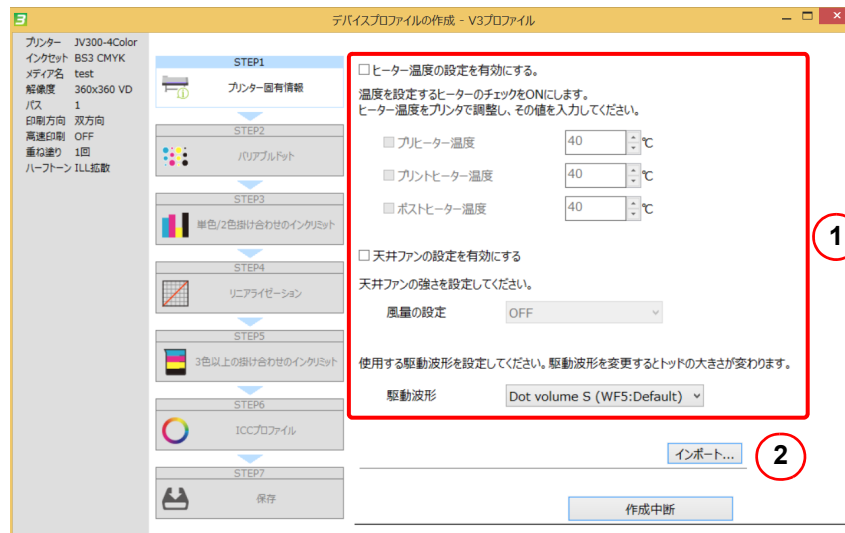 デバイスプロファイルの作成 - V3プロファイル
プリンター JV300-4Color
インクセット BS3 CMYK
メディア名 test
解像度 360x360 VD
パス 1
印刷方向 双方向
高速印刷 OFF
重ね塗り 1回
ハーフトーン ILL拡散
STEP1
プリンター固有情報
STEP2
バリアブルドット
STEP3
単色/2色掛け合わせのインクリミット
STEP4
リニアライゼーション
STEP5
3色以上の掛け合わせのインクリミット
STEP6
ICCプロファイル
STEP7
保存
ヒーター温度の設定を有効にする。
温度を設定するヒーターのチェックをONにします。
ヒーター温度をプリンタで調整し、その値を入力してください。
プリヒーター温度 40 ℃
プリントヒーター温度 40 ℃
ポストヒーター温度 40 ℃
天井ファンの設定を有効にする
天井ファンの強さを設定してください。
風量の設定 OFF
使用する駆動波形を設定してください。駆動波形を変更するとトッドの大きさが変わります。
駆動波形 Dot volume S (WF5:Default)
1
インポート...
2
作成中断